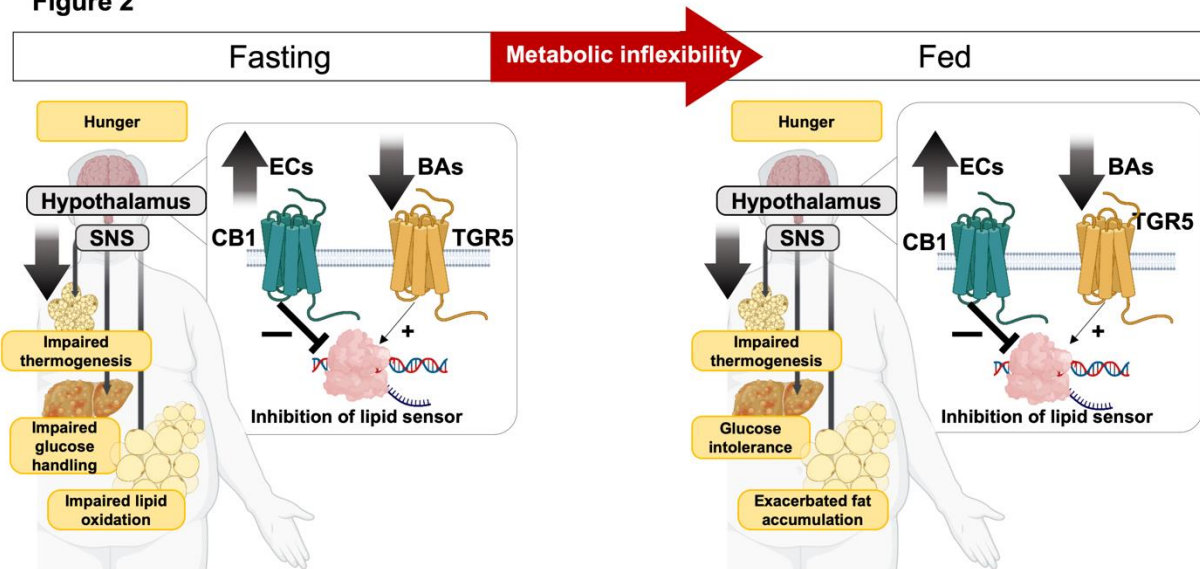 Figure 2
Fasting
Metabolic inflexibility
Fed
Hunger
ECs
BAs
Hypothalamus
SNS
CB1
TGR5
−
+
Impaired
thermogenesis
Impaired
glucose
handling
Impaired lipid
oxidation
Inhibition of lipid sensor
Hunger
ECs
BAs
Hypothalamus
SNS
CB1
TGR5
−
+
Impaired
thermogenesis
Glucose
intolerance
Exacerbated fat
accumulation
Inhibition of lipid sensor